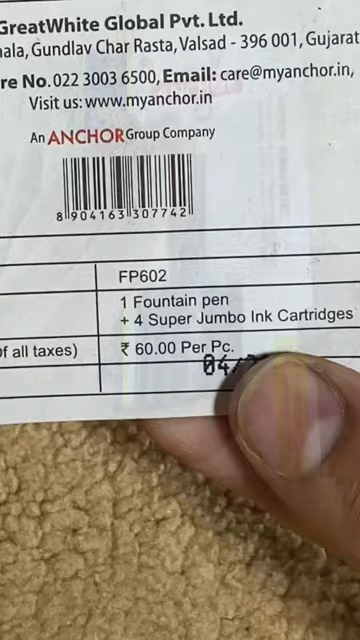 GreatWhite Global Pvt. Ltd.
Gundlav Char Rasta, Valsad - 396 001, Gujarat
No. 022 3003 6500, Email: care@myanchor.in,
Visit us: www.myanchor.in
An ANCHOR Group Company
8 904163 307742
FP602
1 Fountain pen
+ 4 Super Jumbo Ink Cartridges
of all taxes) ₹ 60.00 Per Pc.
04/